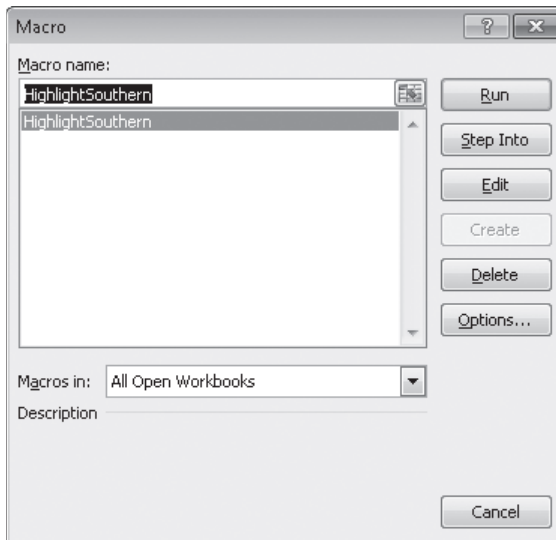 Macro
Macro name:
HighlightSouthern
HighlightSouthern
Run
Step Into
Edit
Create
Delete
Options...
Macros in: All Open Workbooks
Description
Cancel